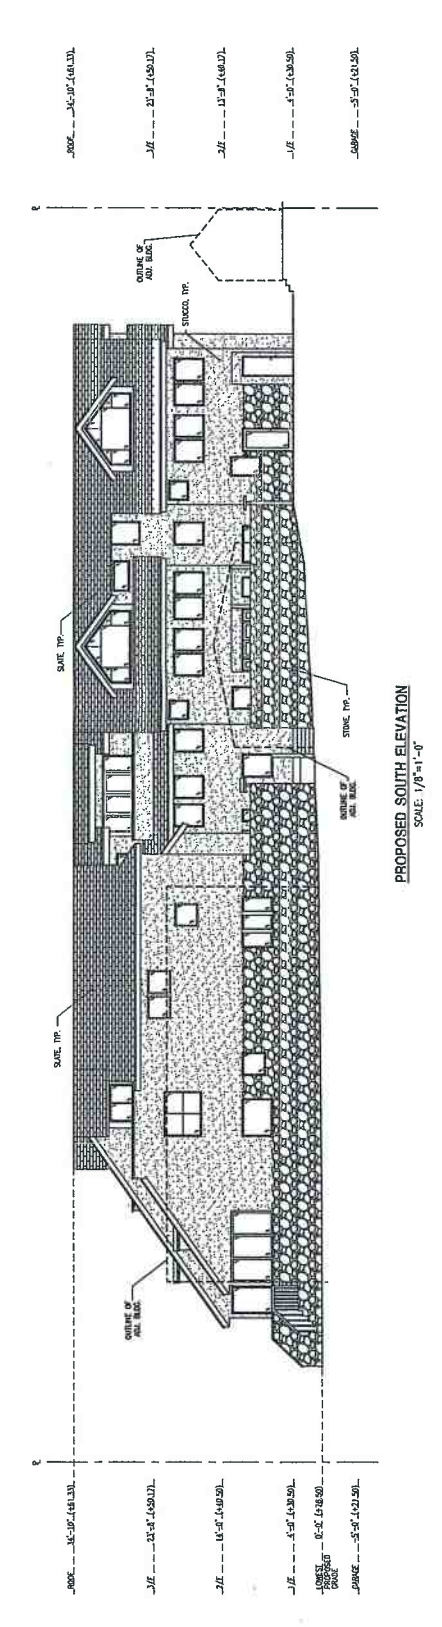 ROOF 34'-10" (+61.33)
3/F 23'-8" (+50.17)
2/F 14'-0" (+40.50)
1/F 4'-0" (+30.50)
LOWEST
PROPOSED
GRADE 0'-0" (+26.50)
GARAGE -5'-0" (+21.50)
OUTLINE OF
ADJ. BLDG.
SLATE, TYP.
SLATE, TYP.
OUTLINE OF
ADJ. BLDG.
STONE, TYP.
STUCCO, TYP.
OUTLINE OF
ADJ. BLDG.
ROOF 34'-10" (+61.33)
3/F 23'-8" (+50.17)
2/F 13'-8" (+40.17)
1/F 4'-0" (+30.50)
GARAGE -5'-0" (+21.50)
PROPOSED SOUTH ELEVATION
SCALE: 1/8"=1'-0"